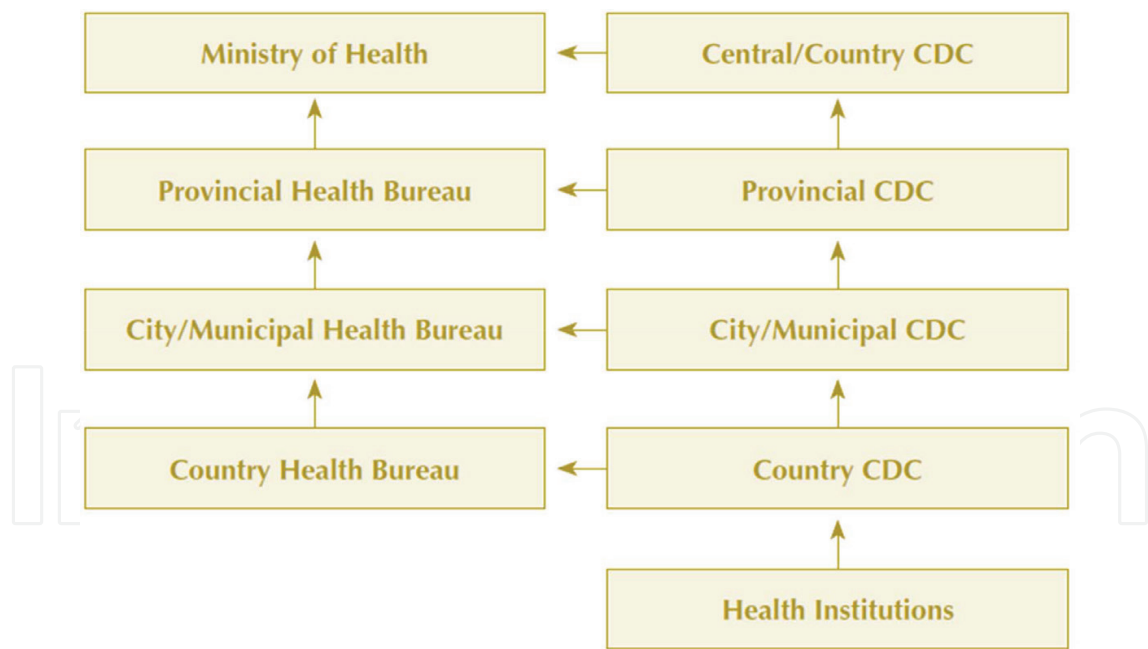 Ministry of Health
Central/Country CDC
Provincial Health Bureau
Provincial CDC
City/Municipal Health Bureau
City/Municipal CDC
Country Health Bureau
Country CDC
Health Institutions